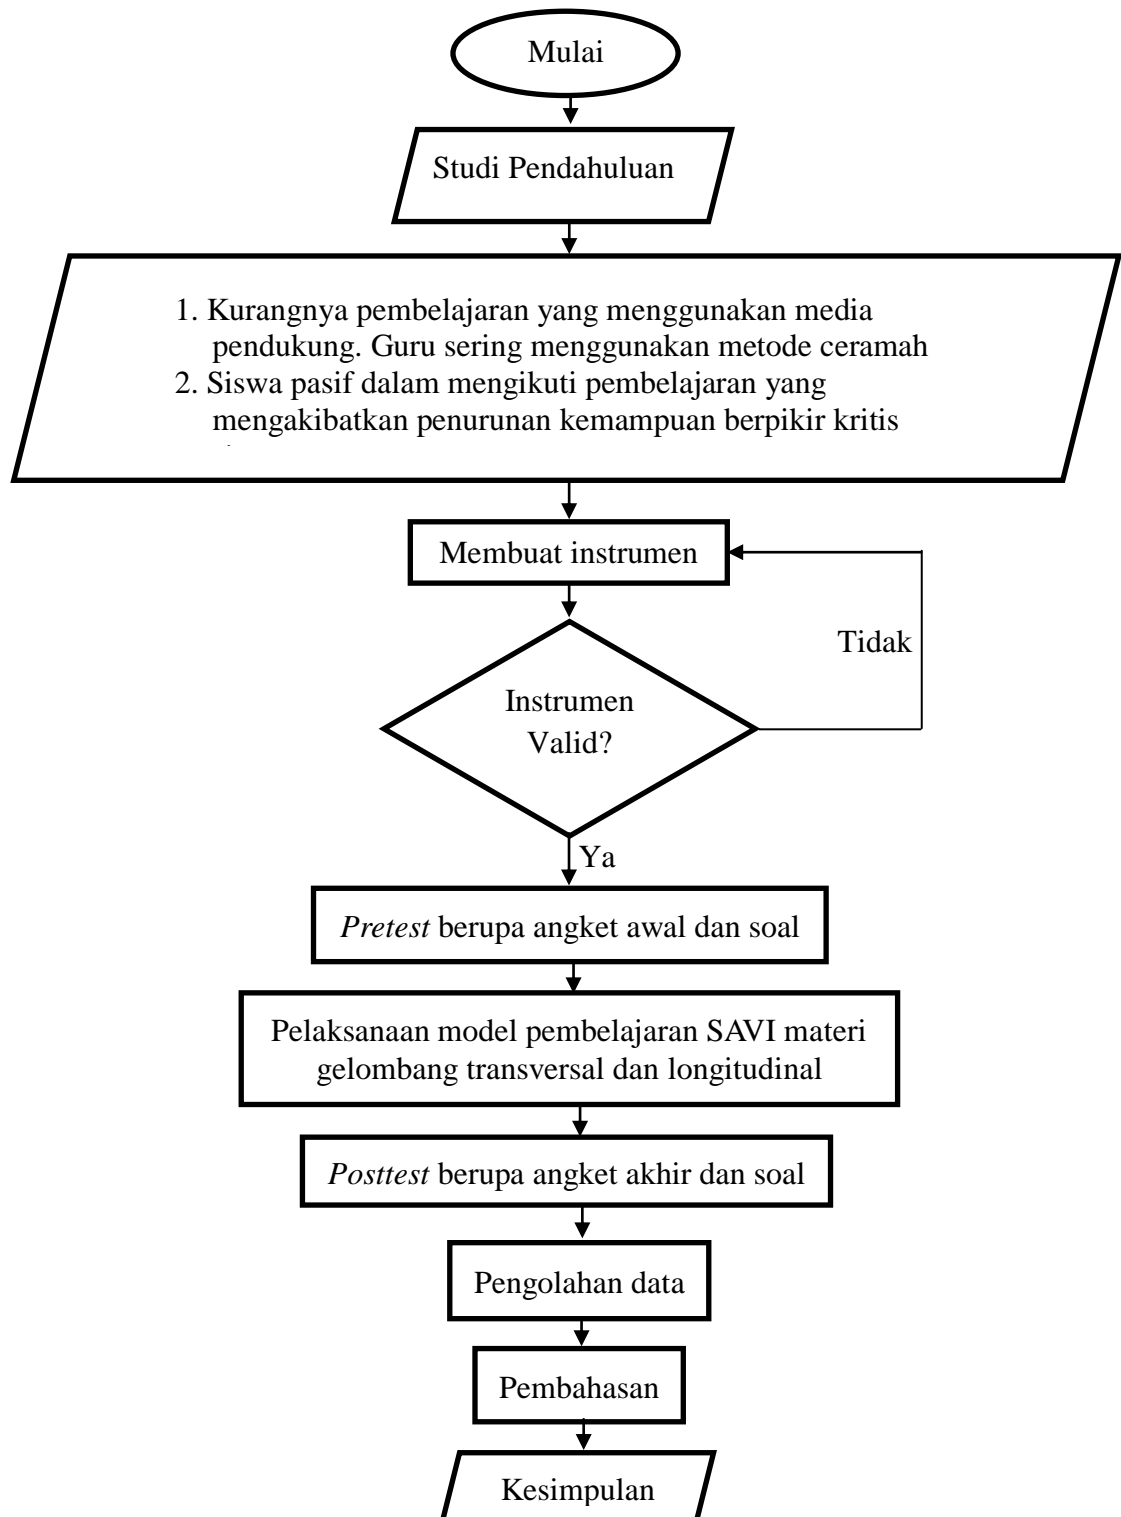 Mulai
Studi Pendahuluan
1. Kurangnya pembelajaran yang menggunakan media
pendukung. Guru sering menggunakan metode ceramah
2. Siswa pasif dalam mengikuti pembelajaran yang
mengakibatkan penurunan kemampuan berpikir kritis
Membuat instrumen
Tidak
Instrumen
Valid?
Ya
Pretest berupa angket awal dan soal
Pelaksanaan model pembelajaran SAVI materi
gelombang transversal dan longitudinal
Posttest berupa angket akhir dan soal
Pengolahan data
Pembahasan
Kesimpulan